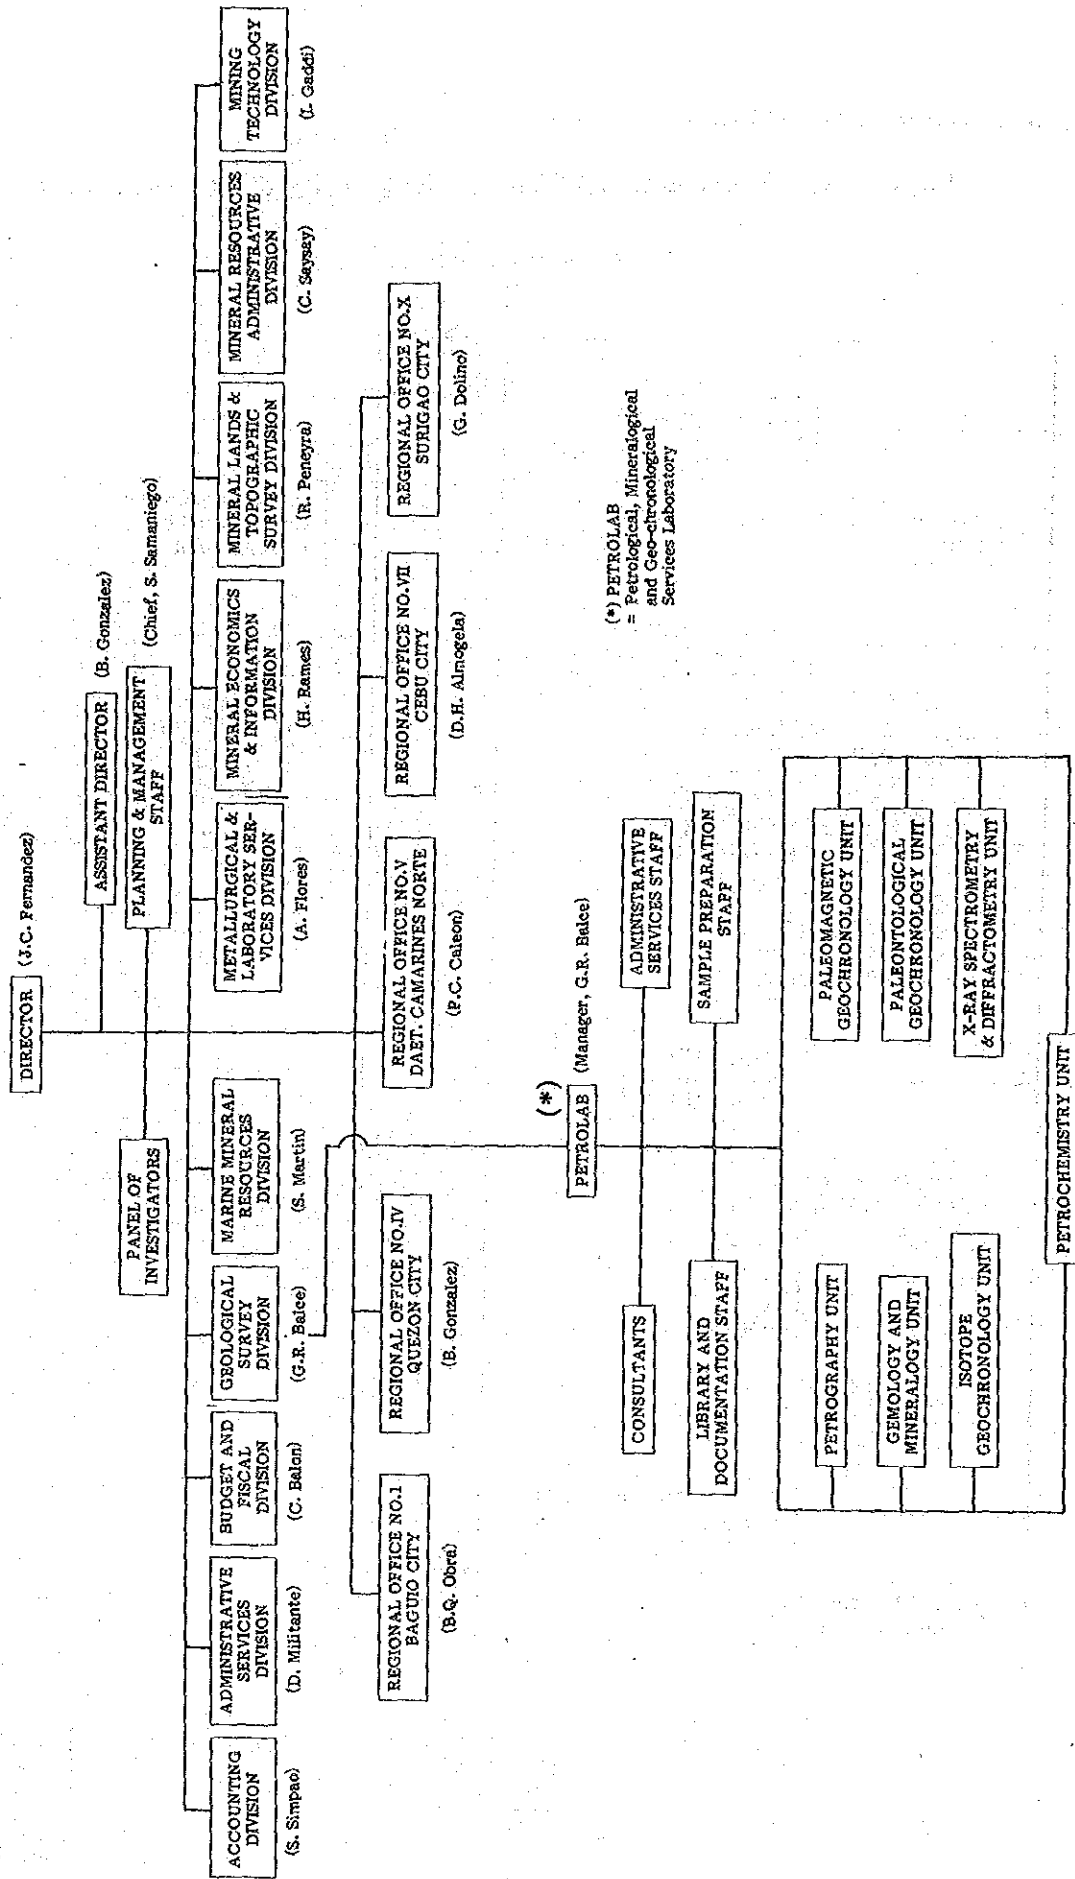 DIRECTOR (J.C. Fernandez)
ASSISTANT DIRECTOR (B. Gonzalez)
PANEL OF
INVESTIGATORS
PLANNING & MANAGEMENT
STAFF
(Chief, S. Samaniego)
ACCOUNTING
DIVISION
(S. Simpao)
ADMINISTRATIVE
SERVICES
DIVISION
(D. Militante)
BUDGET AND
FISCAL
DIVISION
(C. Balan)
GEOLOGICAL
SURVEY
DIVISION
(G.R. Balce)
MARINE MINERAL
RESOURCES
DIVISION
(S. Martin)
METALLURGICAL &
LABORATORY SER-
VICES DIVISION
(A. Flores)
MINERAL ECONOMICS
& INFORMATION
DIVISION
(H. Rames)
MINERAL LANDS &
TOPOGRAPHIC
SURVEY DIVISION
(R. Peneyra)
MINERAL RESOURCES
ADMINISTRATIVE
DIVISION
(C. Saysay)
MINING
TECHNOLOGY
DIVISION
(I. Gaddi)
REGIONAL OFFICE NO.1
BAGUIO CITY
(B.Q. Obra)
REGIONAL OFFICE NO.IV
QUEZON CITY
(B. Gonzalez)
REGIONAL OFFICE NO.V
DAET. CAMARINES NORTE
(P.C. Caleon)
REGIONAL OFFICE NO.VII
CEBU CITY
(D.H. Almogela)
REGIONAL OFFICE NO.X
SURIGAO CITY
(G. Dolino)
(*)
PETROLAB (Manager, G.R. Balce)
CONSULTANTS
ADMINISTRATIVE
SERVICES STAFF
LIBRARY AND
DOCUMENTATION STAFF
SAMPLE PREPARATION
STAFF
(*) PETROLAB
= Petrological, Mineralogical
and Geo-chronological
Services Laboratory
PETROGRAPHY UNIT
PALEOMAGNETIC
GEOCHRONOLOGY UNIT
GEMOLOGY AND
MINERALOGY UNIT
PALEONTOLOGICAL
GEOCHRONOLOGY UNIT
ISOTOPE
GEOCHRONOLOGY UNIT
X-RAY SPECTROMETRY
& DIFFRACTOMETRY UNIT
PETROCHEMISTRY UNIT